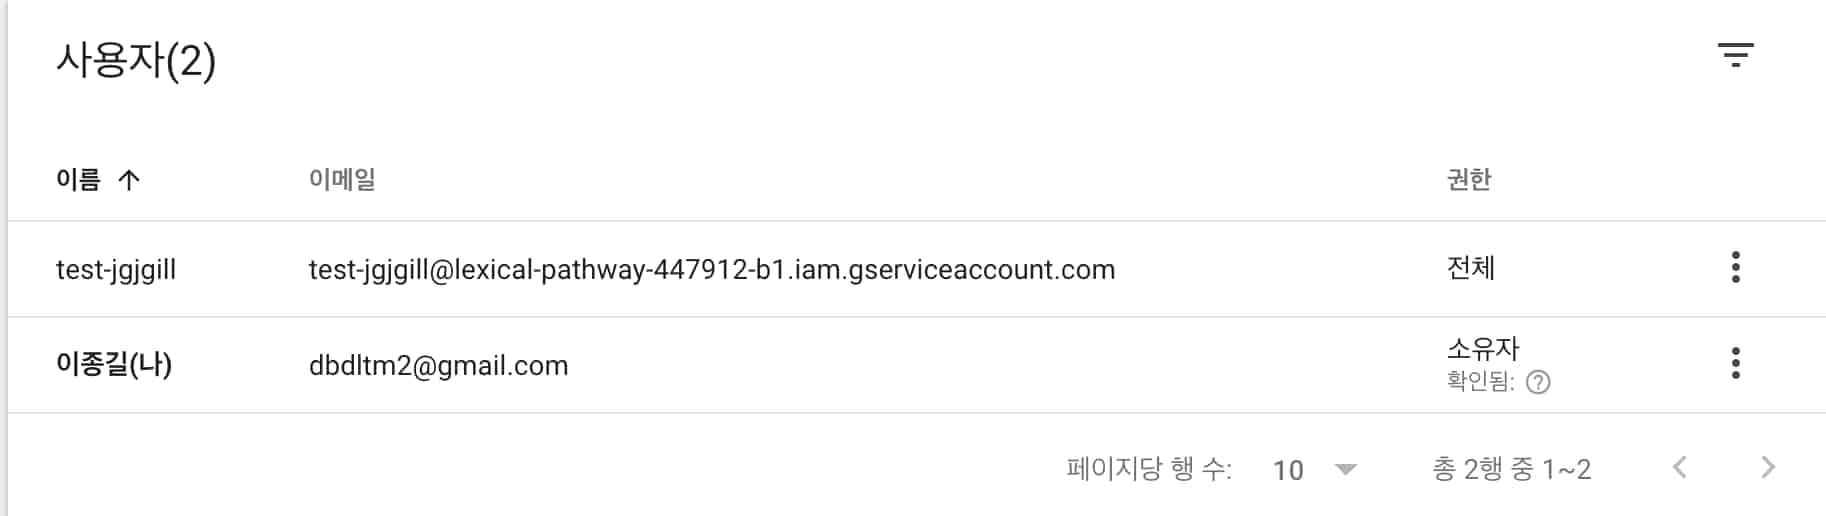 사용자(2)
이름 ↑ 이메일 권한
test-jgjgill test-jgjgill@lexical-pathway-447912-b1.iam.gserviceaccount.com 전체
이종길(나) dbdltm2@gmail.com 소유자
확인됨: ?
페이지당 행 수: 10 총 2행 중 1~2